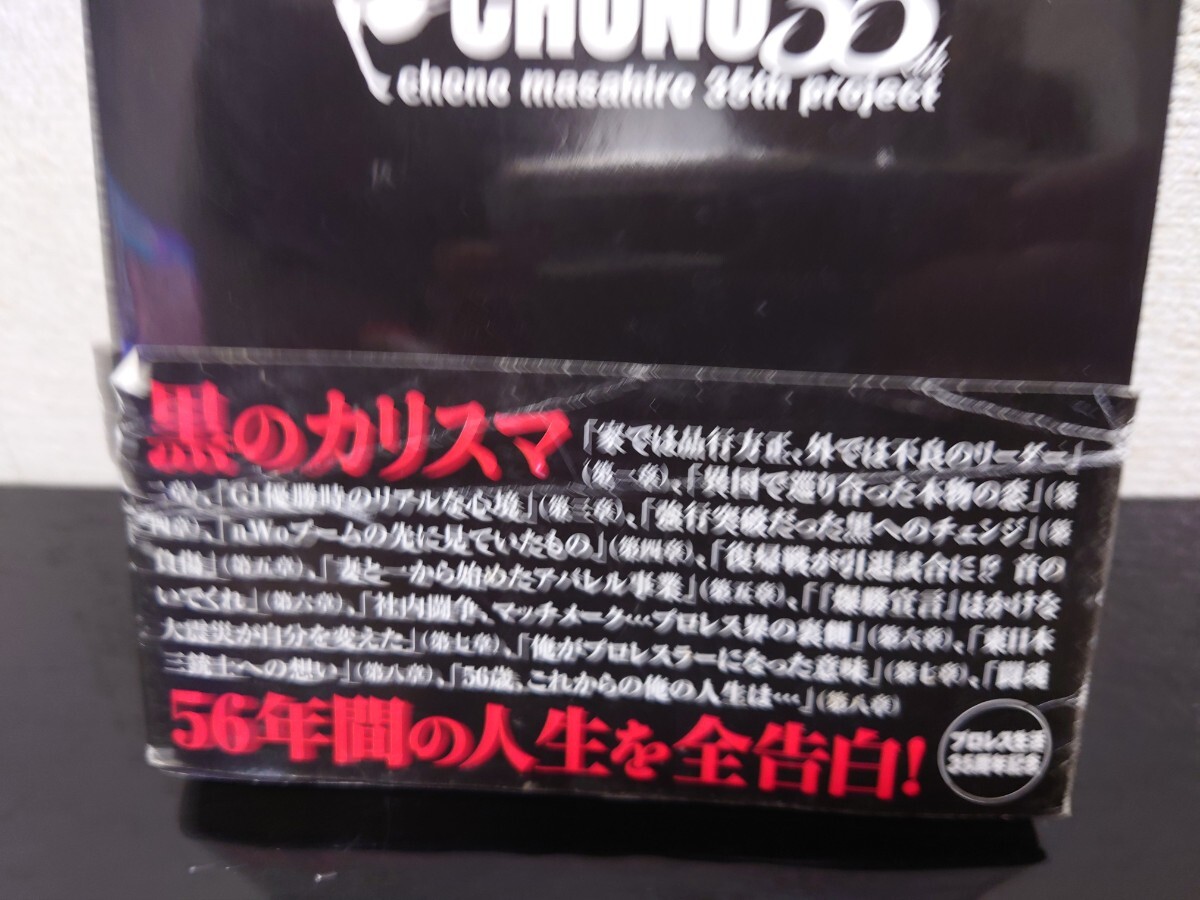 CHONO 35th
chono masahiro 35th project
黒のカリスマ
「家では品行方正、外では不良のリーダー」
(第一章)、「異国で巡り合った本物の恋」(第
二章)、「G1優勝時のリアルな心境」(第三章)、「強行突破だった黒へのチェンジ」(第
四章)、「nWoブームの先に見ていたもの」(第四章)、「復帰戦が引退試合に!? 首の
負傷」(第五章)、「妻と一から始めたアパレル事業」(第五章)、「「爆勝宣言」はかけな
いでくれ」(第六章)、「社内闘争、マッチメーク…プロレス界の裏側」(第六章)、「東日本
大震災が自分を変えた」(第七章)、「俺がプロレスラーになった意味」(第七章)、「闘魂
三銃士への想い」(第八章)、「56歳、これからの俺の人生は…」(第八章)
56年間の人生を全告白!
プロレス生活
35周年記念